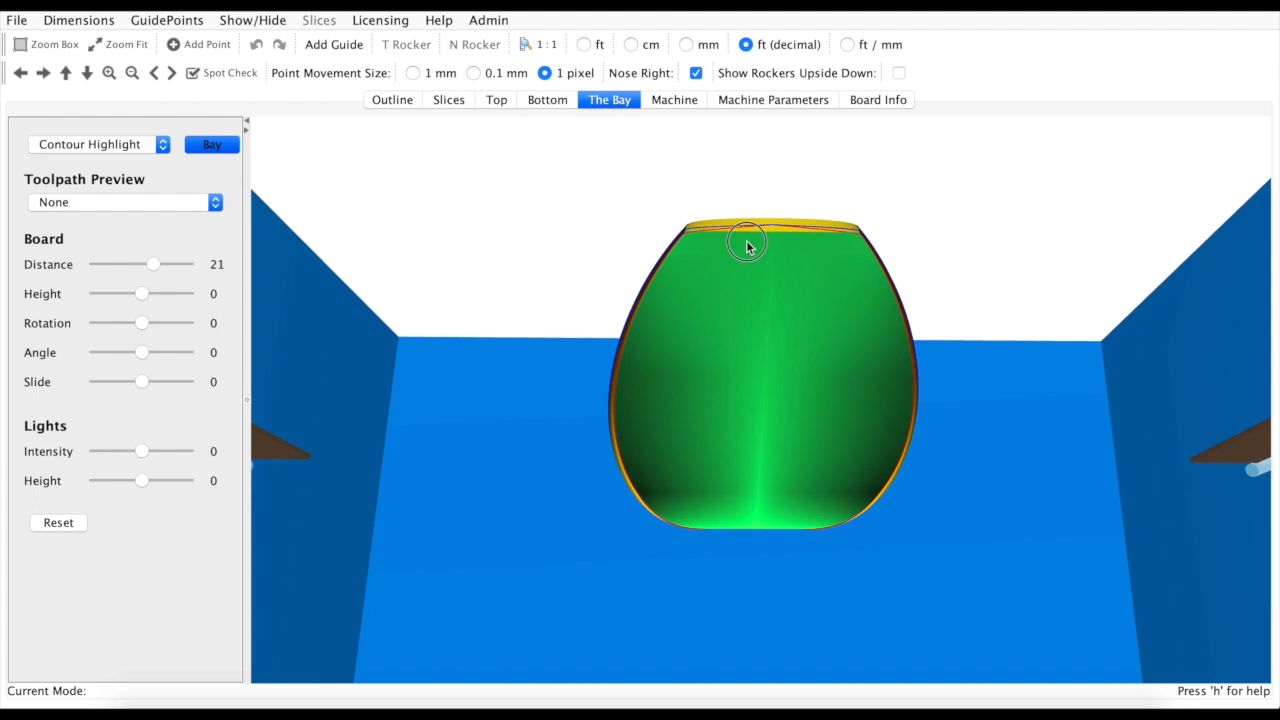 File Dimensions GuidePoints Show/Hide Slices Licensing Help Admin
Zoom Box Zoom Fit Add Point Add Guide T Rocker N Rocker 1 : 1 ft cm mm ft (decimal) ft / mm
Spot Check Point Movement Size: 1 mm 0.1 mm 1 pixel Nose Right: Show Rockers Upside Down:
Outline Slices Top Bottom The Bay Machine Machine Parameters Board Info
Contour Highlight Bay
Toolpath Preview
None
Board
Distance 21
Height 0
Rotation 0
Angle 0
Slide 0
Lights
Intensity 0
Height 0
Reset
Current Mode: Press 'h' for help